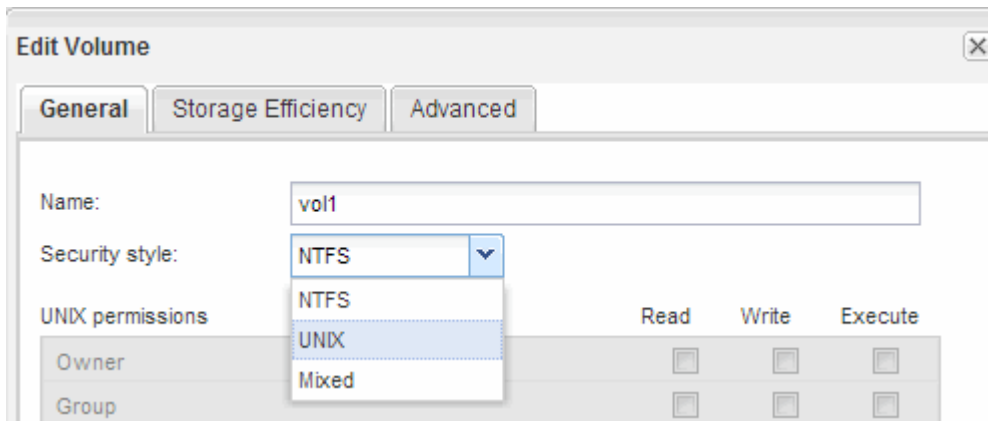 Edit Volume
General Storage Efficiency Advanced
Name: vol1
Security style: NTFS
NTFS
UNIX permissions Read Write Execute
UNIX
Owner
Mixed
Group